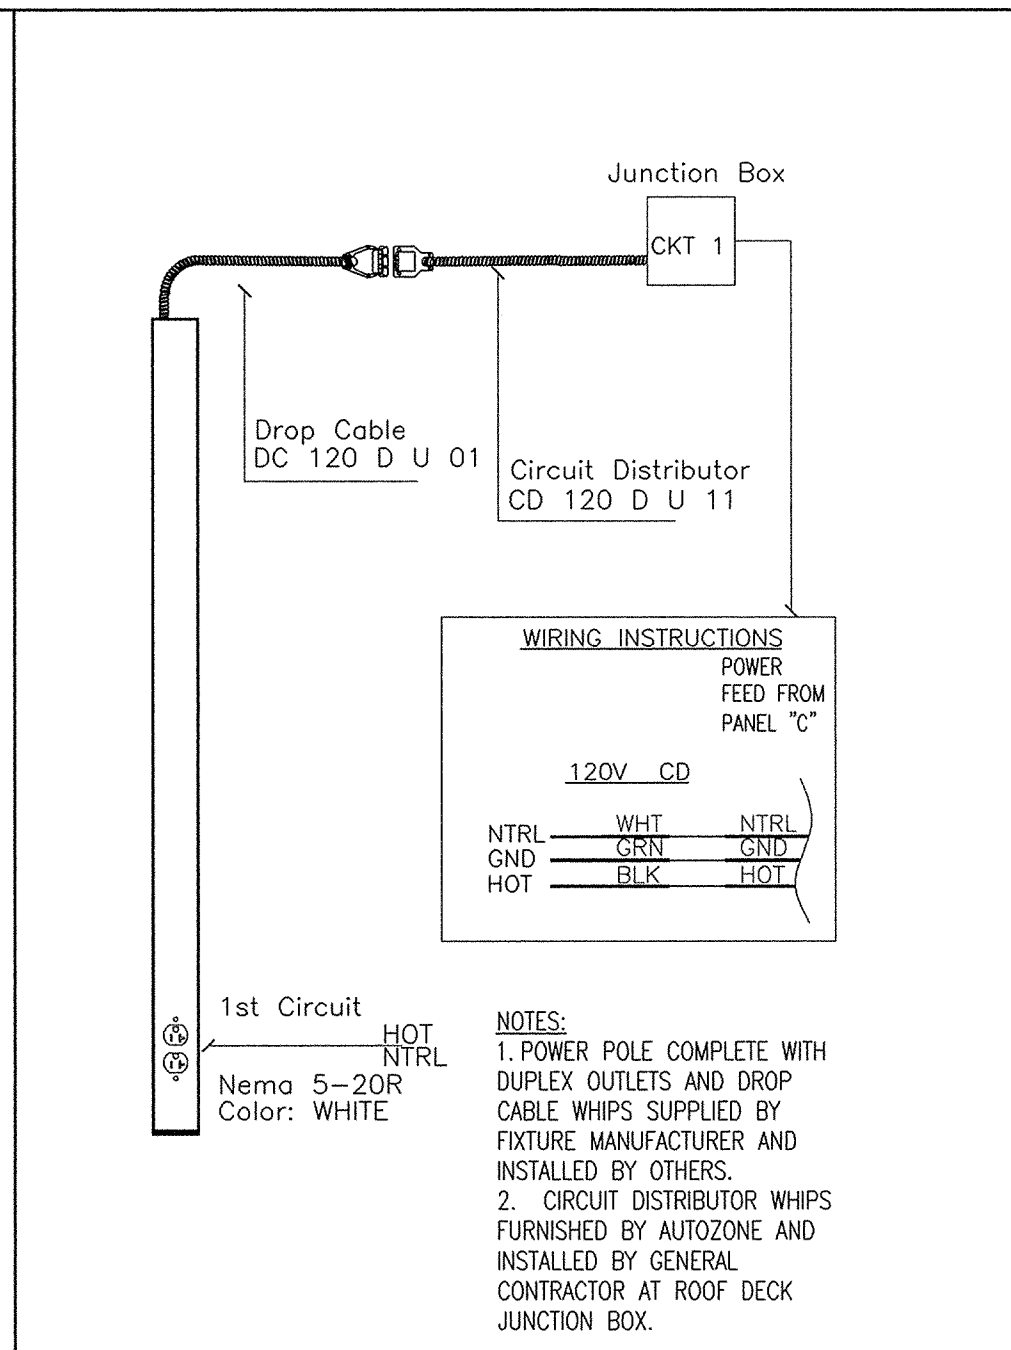 Junction Box
CKT 1
Drop Cable
DC 120 D U 01
Circuit Distributor
CD 120 D U 11
WIRING INSTRUCTIONS
POWER
FEED FROM
PANEL "C"
120V CD
NTRL WHT NTRL
GND GRN GND
HOT BLK HOT
1st Circuit
HOT
NTRL
Nema 5-20R
Color: WHITE
NOTES:
1. POWER POLE COMPLETE WITH
DUPLEX OUTLETS AND DROP
CABLE WHIPS SUPPLIED BY
FIXTURE MANUFACTURER AND
INSTALLED BY OTHERS.
2. CIRCUIT DISTRIBUTOR WHIPS
FURNISHED BY AUTOZONE AND
INSTALLED BY GENERAL
CONTRACTOR AT ROOF DECK
JUNCTION BOX.